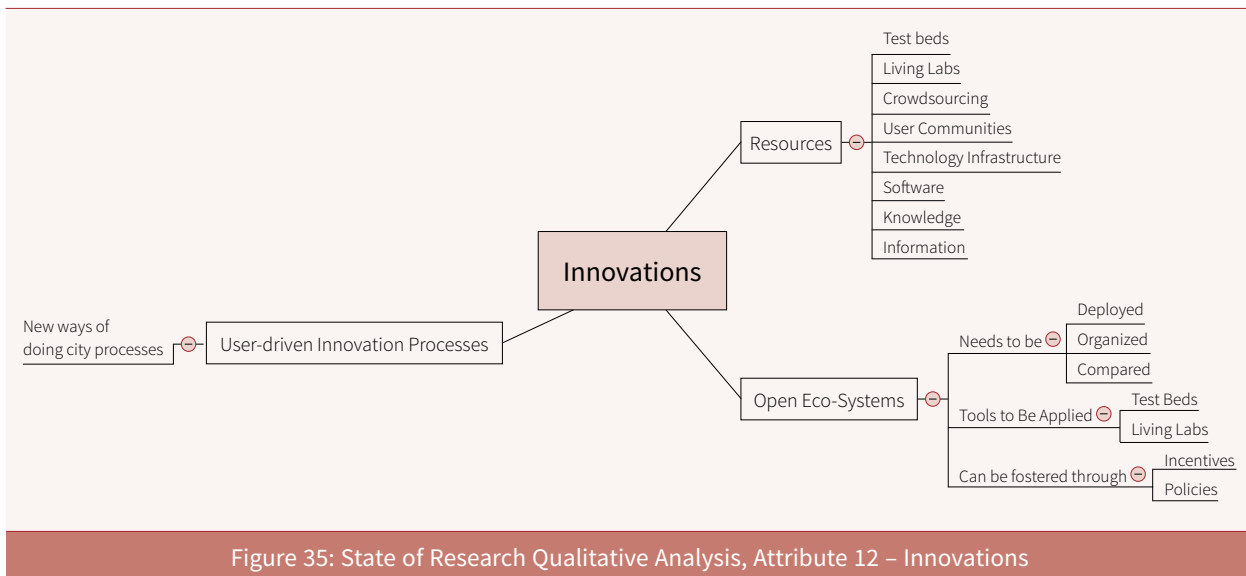 Test beds
Living Labs
Crowdsourcing
User Communities
Technology Infrastructure
Software
Knowledge
Information
Resources
Innovations
New ways of
doing city processes
User-driven Innovation Processes
Open Eco-Systems
Needs to be
Deployed
Organized
Compared
Tools to Be Applied
Test Beds
Living Labs
Can be fostered through
Incentives
Policies
Figure 35: State of Research Qualitative Analysis, Attribute 12 – Innovations